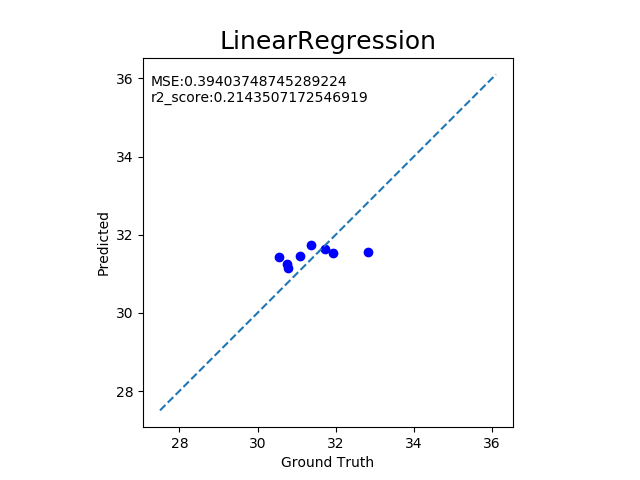 LinearRegression
MSE:0.39403748745289224
r2_score:0.2143507172546919
36
34
32
30
28
Predicted
28
30
32
34
36
Ground Truth